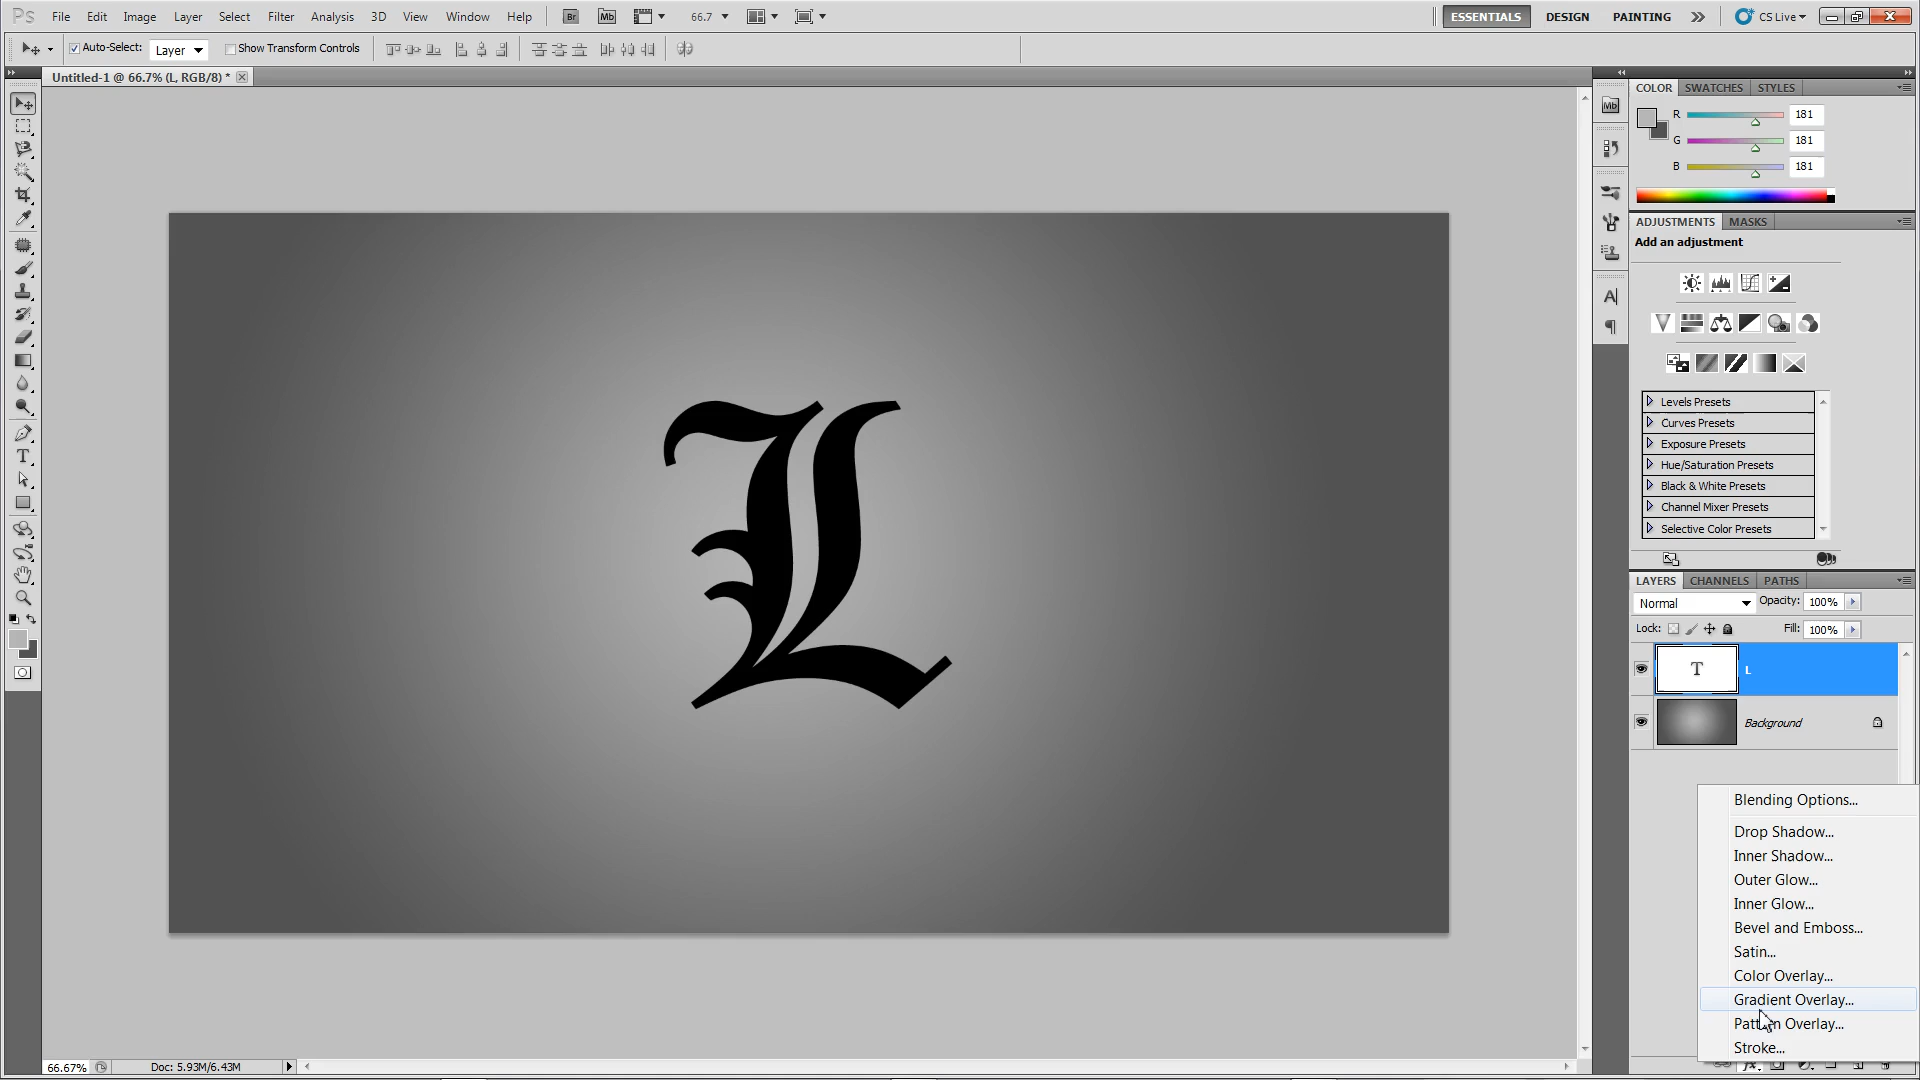 Ps File Edit Image Layer Select Filter Analysis 3D View Window Help Br Mb 66.7 ESSENTIALS DESIGN PAINTING CS Live
Auto-Select: Layer Show Transform Controls
Untitled-1 @ 66.7% (L, RGB/8) *
COLOR SWATCHES STYLES
Mb
R 181
G 181
B 181
ADJUSTMENTS MASKS
Add an adjustment
A
Levels Presets
Curves Presets
Exposure Presets
Hue/Saturation Presets
Black & White Presets
Channel Mixer Presets
Selective Color Presets
L
T
LAYERS CHANNELS PATHS
Normal Opacity: 100%
Lock: Fill: 100%
T L
Background
Blending Options...
Drop Shadow...
Inner Shadow...
Outer Glow...
Inner Glow...
Bevel and Emboss...
Satin...
Color Overlay...
Gradient Overlay...
Pattern Overlay...
Stroke...
66.67% Doc: 5.93M/6.43M
fx